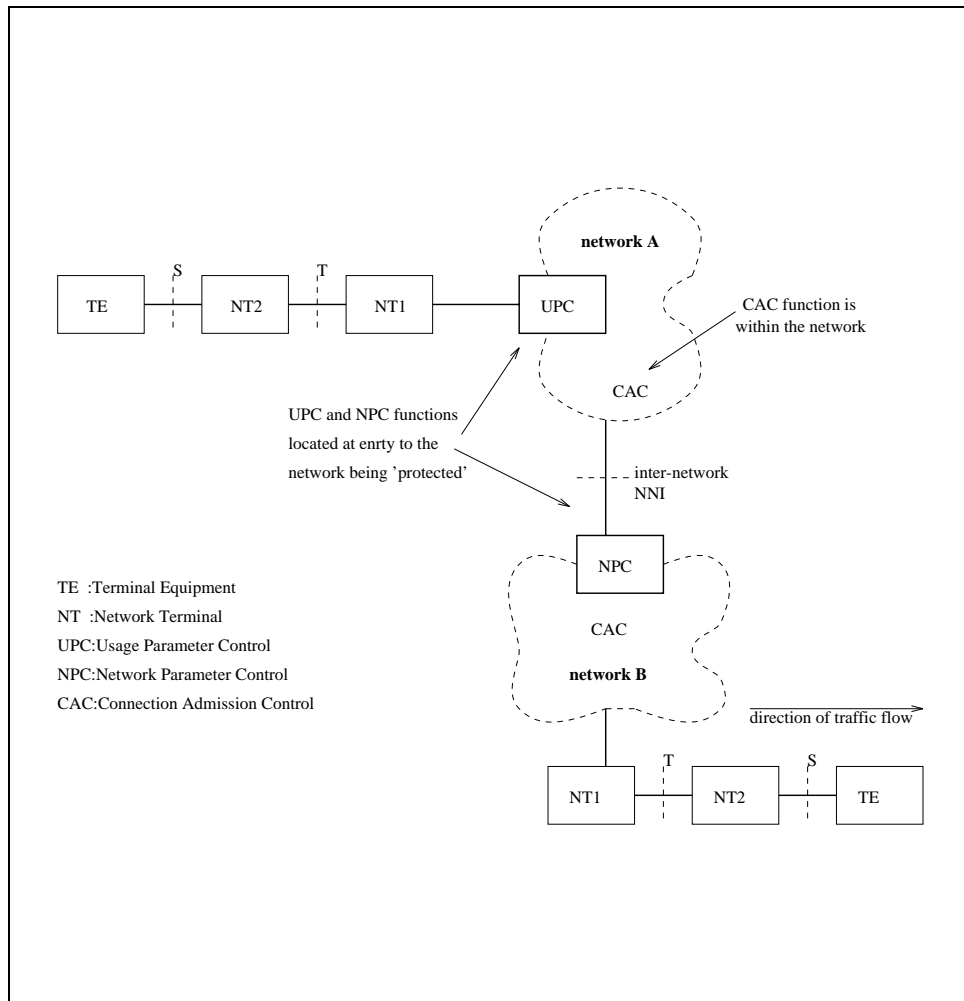 network A
S
T
TE
NT2
NT1
UPC
CAC function is
within the network
CAC
UPC and NPC functions
located at enrty to the
network being 'protected'
inter-network
NNI
NPC
TE :Terminal Equipment
NT :Network Terminal
UPC:Usage Parameter Control
NPC:Network Parameter Control
CAC:Connection Admission Control
CAC
network B
direction of traffic flow
T
S
NT1
NT2
TE